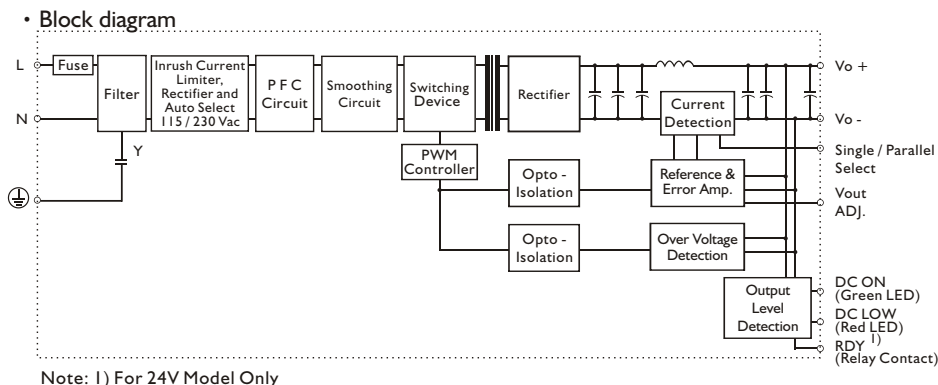 • Block diagram
L
Fuse
Filter
Inrush Current
Limiter,
Rectifier and
Auto Select
115 / 230 Vac
P F C
Circuit
Smoothing
Circuit
Switching
Device
Rectifier
Current
Detection
Vo +
N
Vo -
Y
PWM
Controller
Opto -
Isolation
Reference &
Error Amp.
Single / Parallel
Select
Vout
ADJ.
Opto -
Isolation
Over Voltage
Detection
Output
Level
Detection
DC ON
(Green LED)
DC LOW
(Red LED)
RDY 1)
(Relay Contact)
Note: 1) For 24V Model Only